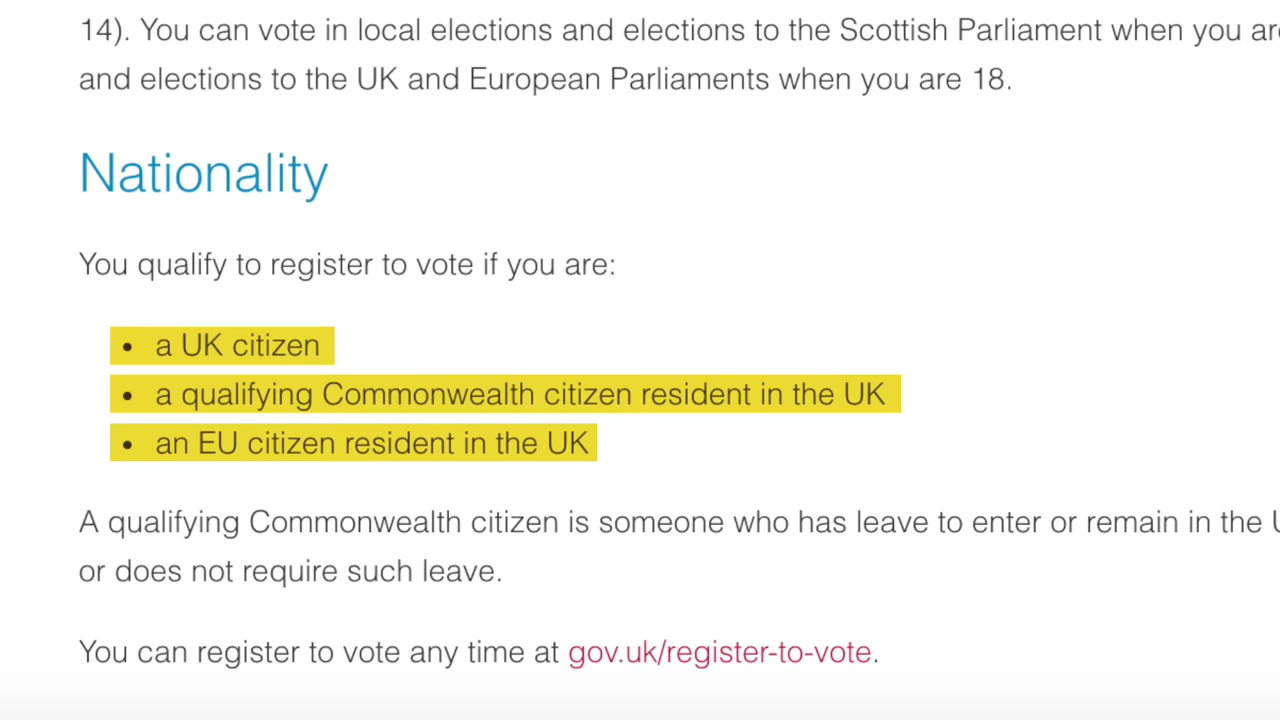 14). You can vote in local elections and elections to the Scottish Parliament when you
and elections to the UK and European Parliaments when you are 18.
Nationality
You qualify to register to vote if you are:
• a UK citizen
• a qualifying Commonwealth citizen resident in the UK
• an EU citizen resident in the UK
A qualifying Commonwealth citizen is someone who has leave to enter or remain in the
or does not require such leave.
You can register to vote any time at gov.uk/register-to-vote.